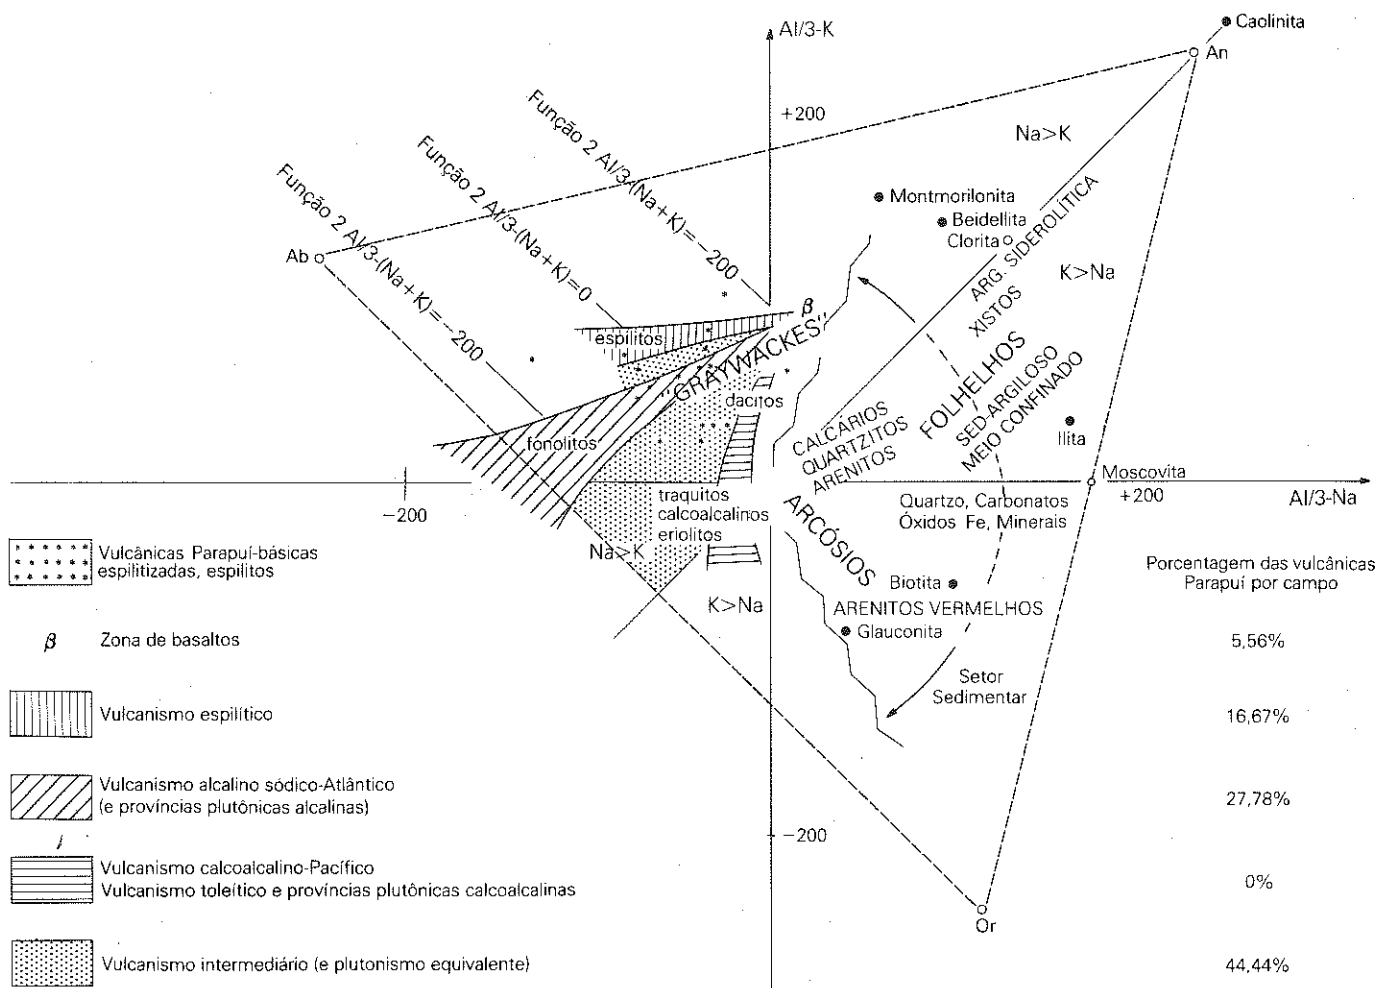 Al/3-K
Caolinita
An
+200
Na>K
Função 2 Al/3-(Na+K)=-200
Função 2 Al/3-(Na+K)=0
Função 2 Al/3-(Na+K)=-200
Montmorilonita
Beidellita
Clorita
Ab
ARG. SIDEROLÍTICA
XISTOS
K>Na
β
espilitos
"GRAYWACKES"
FOLHELHOS
SED-ARGILOSO
MEIO CONFINADO
dacitos
CALCÁRIOS
QUARTZITOS
ARENITOS
Ilita
fonolitos
Moscovita
-200
+200
Al/3-Na
traquitos
calcoalcalinos
eriolitos
Quartzo, Carbonatos
Óxidos Fe, Minerais
ARCÓSIOS
Na>K
K>Na
Biotita
ARENITOS VERMELHOS
Glauconita
Setor
Sedimentar
-200
Or
Vulcânicas Parapuí-básicas
espilitizadas, espilitos
Porcentagem das vulcânicas
Parapuí por campo
β Zona de basaltos
5,56%
Vulcanismo espilítico
16,67%
Vulcanismo alcalino sódico-Atlântico
(e províncias plutônicas alcalinas)
27,78%
Vulcanismo calcoalcalino-Pacífico
Vulcanismo toleítico e províncias plutônicas calcoalcalinas
0%
Vulcanismo intermediário (e plutonismo equivalente)
44,44%